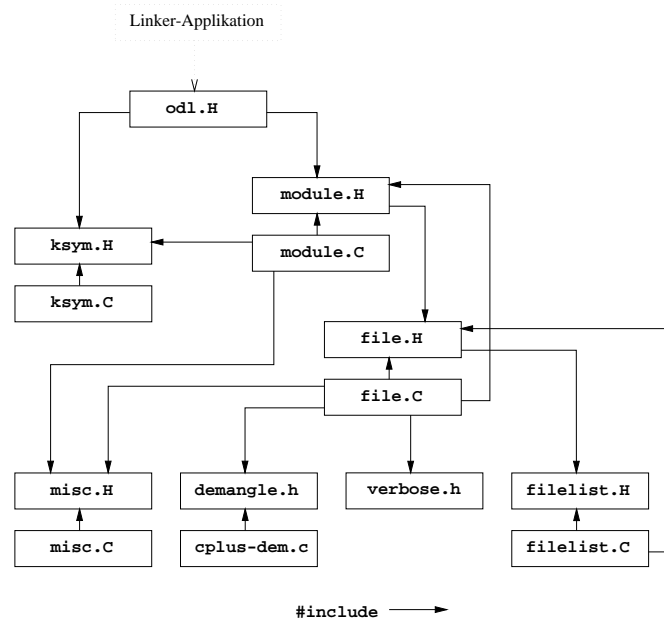 Linker-Applikation
odl.H
module.H
ksym.H
module.C
ksym.C
file.H
file.C
misc.H
demangle.h
verbose.h
filelist.H
misc.C
cplus-dem.c
filelist.C
#include